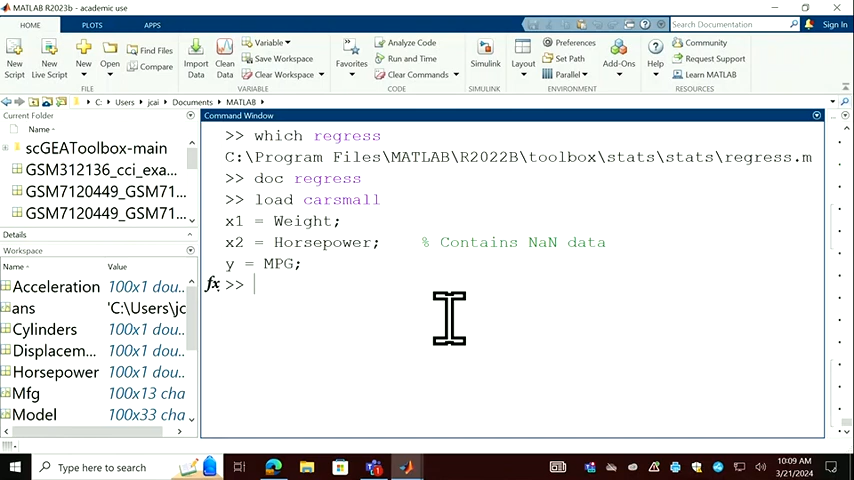 MATLAB R2023b - academic use
HOME PLOTS APPS
Search Documentation
Sign In
New Script
New Live Script
New
Open
Find Files
Compare
Import Data
Clean Data
Variable
Save Workspace
Clear Workspace
Favorites
Analyze Code
Run and Time
Clear Commands
Simulink
Layout
Preferences
Set Path
Parallel
Add-Ons
Help
Community
Request Support
Learn MATLAB
FILE VARIABLE CODE SIMULINK ENVIRONMENT RESOURCES
C: Users jcai Documents MATLAB
Current Folder
Name
scGEAToolbox-main
GSM312136_cci_exa...
GSM7120449_GSM71...
GSM7120449_GSM71...
Details
Workspace
Name Value
Acceleration 100x1 dou...
ans 'C:\Users\jc
Cylinders 100x1 dou...
Displacem... 100x1 dou...
Horsepower 100x1 dou...
Mfg 100x13 cha
Model 100x33 cha
Command Window
>> which regress
C:\Program Files\MATLAB\R2022B\toolbox\stats\stats\regress.m
>> doc regress
>> load carsmall
x1 = Weight;
x2 = Horsepower; % Contains NaN data
y = MPG;
fx >>
Type here to search
10:09 AM
3/21/2024